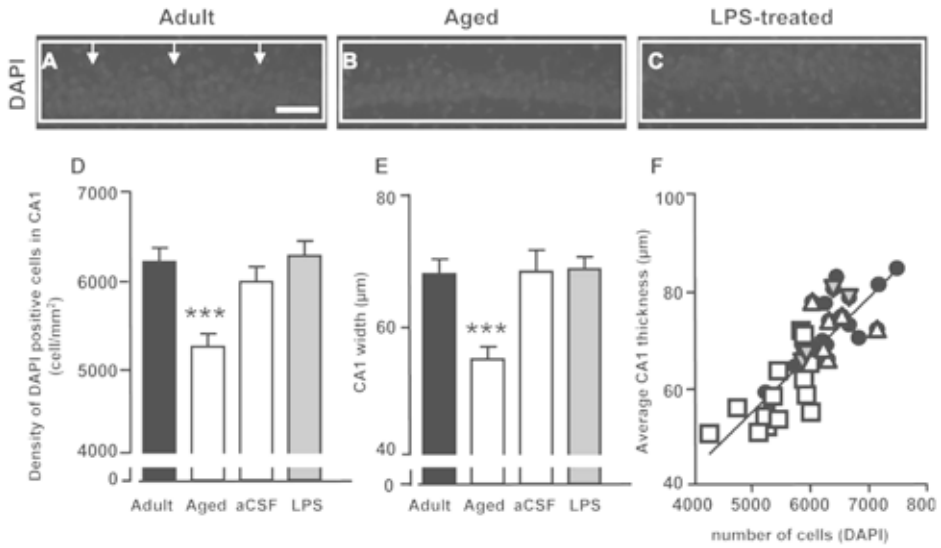 Adult Aged LPS-treated
DAPI
A B C
D
Density of DAPI positive cells in CA1
(cell/mm²)
7000
6000
5000
4000
0
***
Adult Aged aCSF LPS
E
CA1 width (µm)
80
60
40
0
***
Adult Aged aCSF LPS
F
Average CA1 thickness (µm)
100
80
60
40
4000 5000 6000 7000 800
number of cells (DAPI)